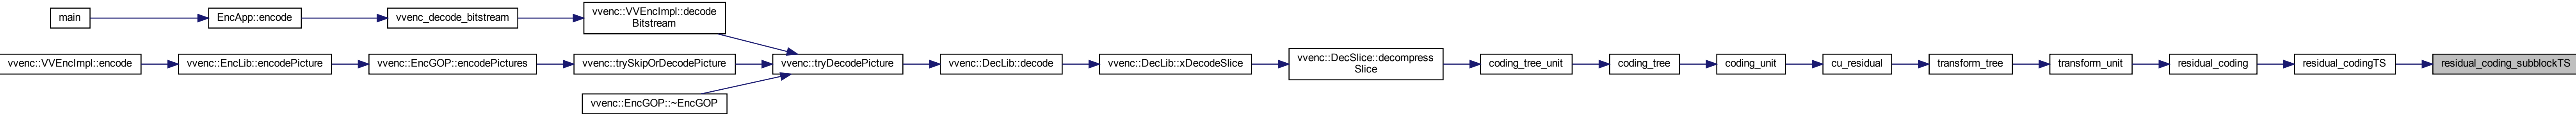 main
EncApp::encode
vvenc_decode_bitstream
vvenc::VVEncImpl::decode
Bitstream
vvenc::VVEncImpl::encode
vvenc::EncLib::encodePicture
vvenc::EncGOP::encodePictures
vvenc::trySkipOrDecodePicture
vvenc::tryDecodePicture
vvenc::DecLib::decode
vvenc::DecLib::xDecodeSlice
vvenc::DecSlice::decompress
Slice
coding_tree_unit
coding_tree
coding_unit
cu_residual
transform_tree
transform_unit
residual_coding
residual_codingTS
residual_coding_subblockTS
vvenc::EncGOP::~EncGOP